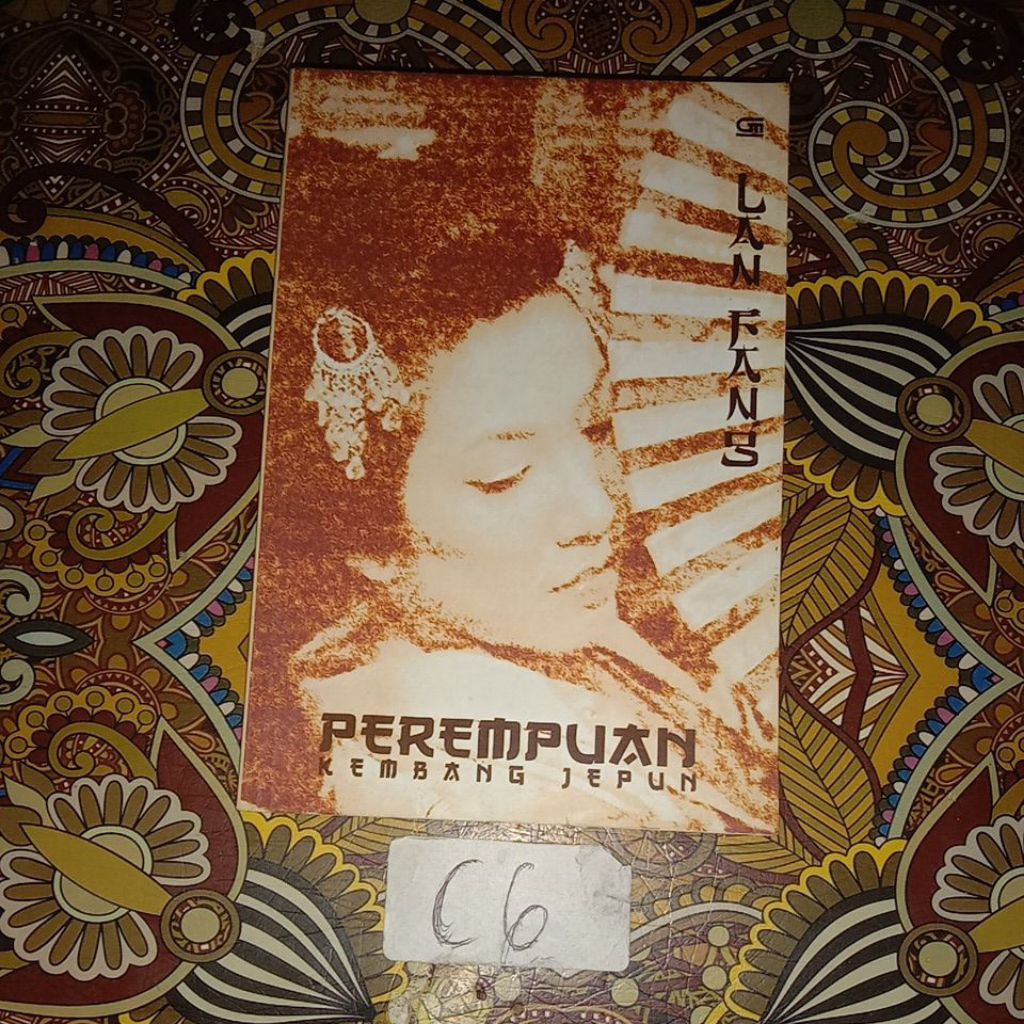 LAN FANG
PEREMPUAN
KEMBANG JEPUN
C6